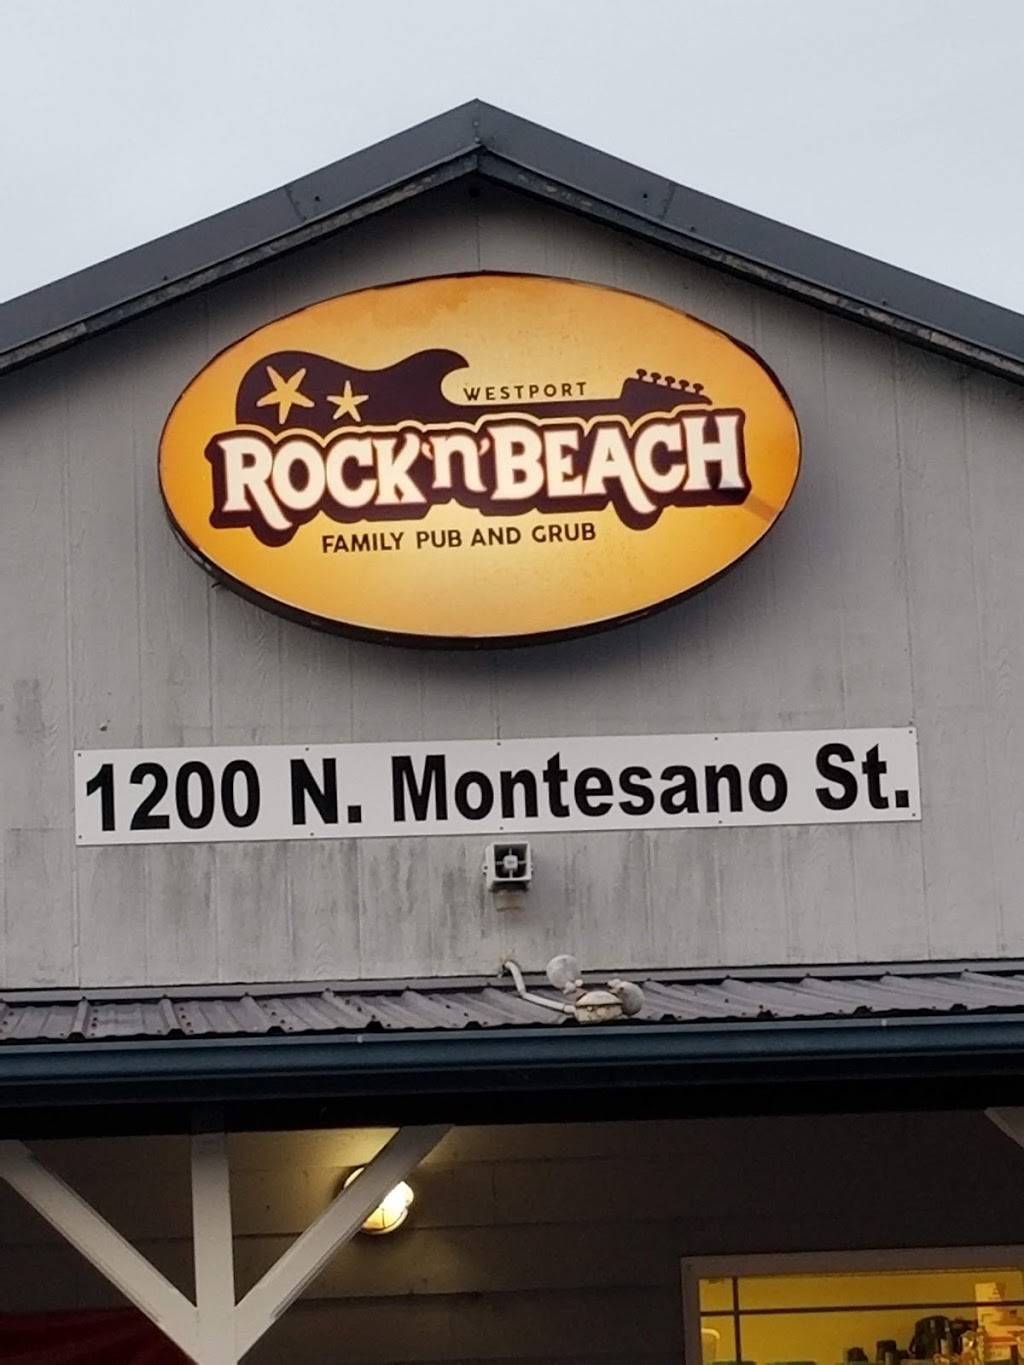 WESTPORT
ROCK'n'BEACH
FAMILY PUB AND GRUB
1200 N. Montesano St.